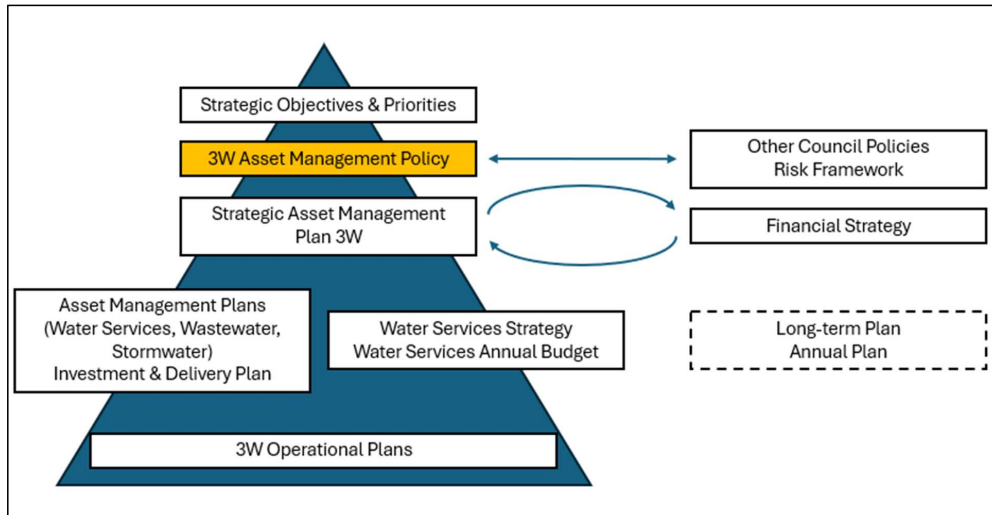 Strategic Objectives & Priorities
3W Asset Management Policy
Other Council Policies
Risk Framework
Strategic Asset Management
Plan 3W
Financial Strategy
Asset Management Plans
(Water Services, Wastewater,
Stormwater)
Investment & Delivery Plan
Water Services Strategy
Water Services Annual Budget
Long-term Plan
Annual Plan
3W Operational Plans